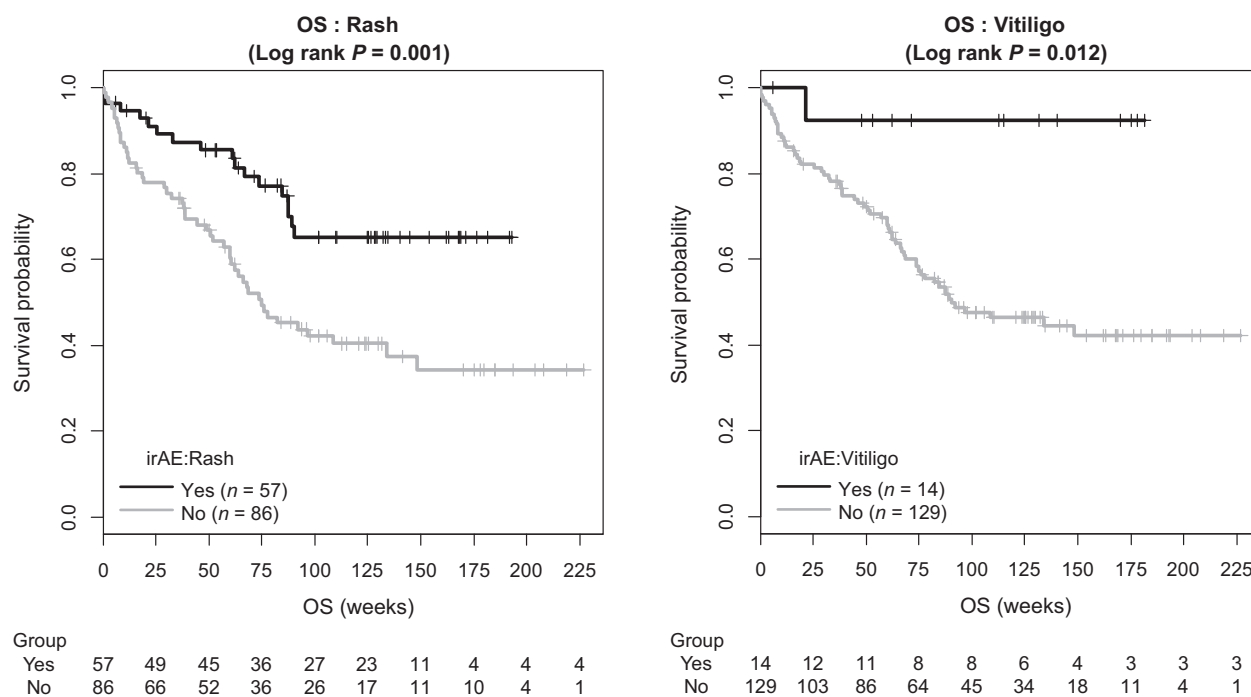 OS : Rash
(Log rank P = 0.001)
Survival probability
1.0
0.8
0.6
0.4
0.2
0.0
irAE:Rash
Yes (n = 57)
No (n = 86)
0 25 50 75 100 125 150 175 200 225
OS (weeks)
Group
Yes 57 49 45 36 27 23 11 4 4 4
No 86 66 52 36 26 17 11 10 4 1
OS : Vitiligo
(Log rank P = 0.012)
Survival probability
1.0
0.8
0.6
0.4
0.2
0.0
irAE:Vitiligo
Yes (n = 14)
No (n = 129)
0 25 50 75 100 125 150 175 200 225
OS (weeks)
Group
Yes 14 12 11 8 8 6 4 3 3 3
No 129 103 86 64 45 34 18 11 4 1